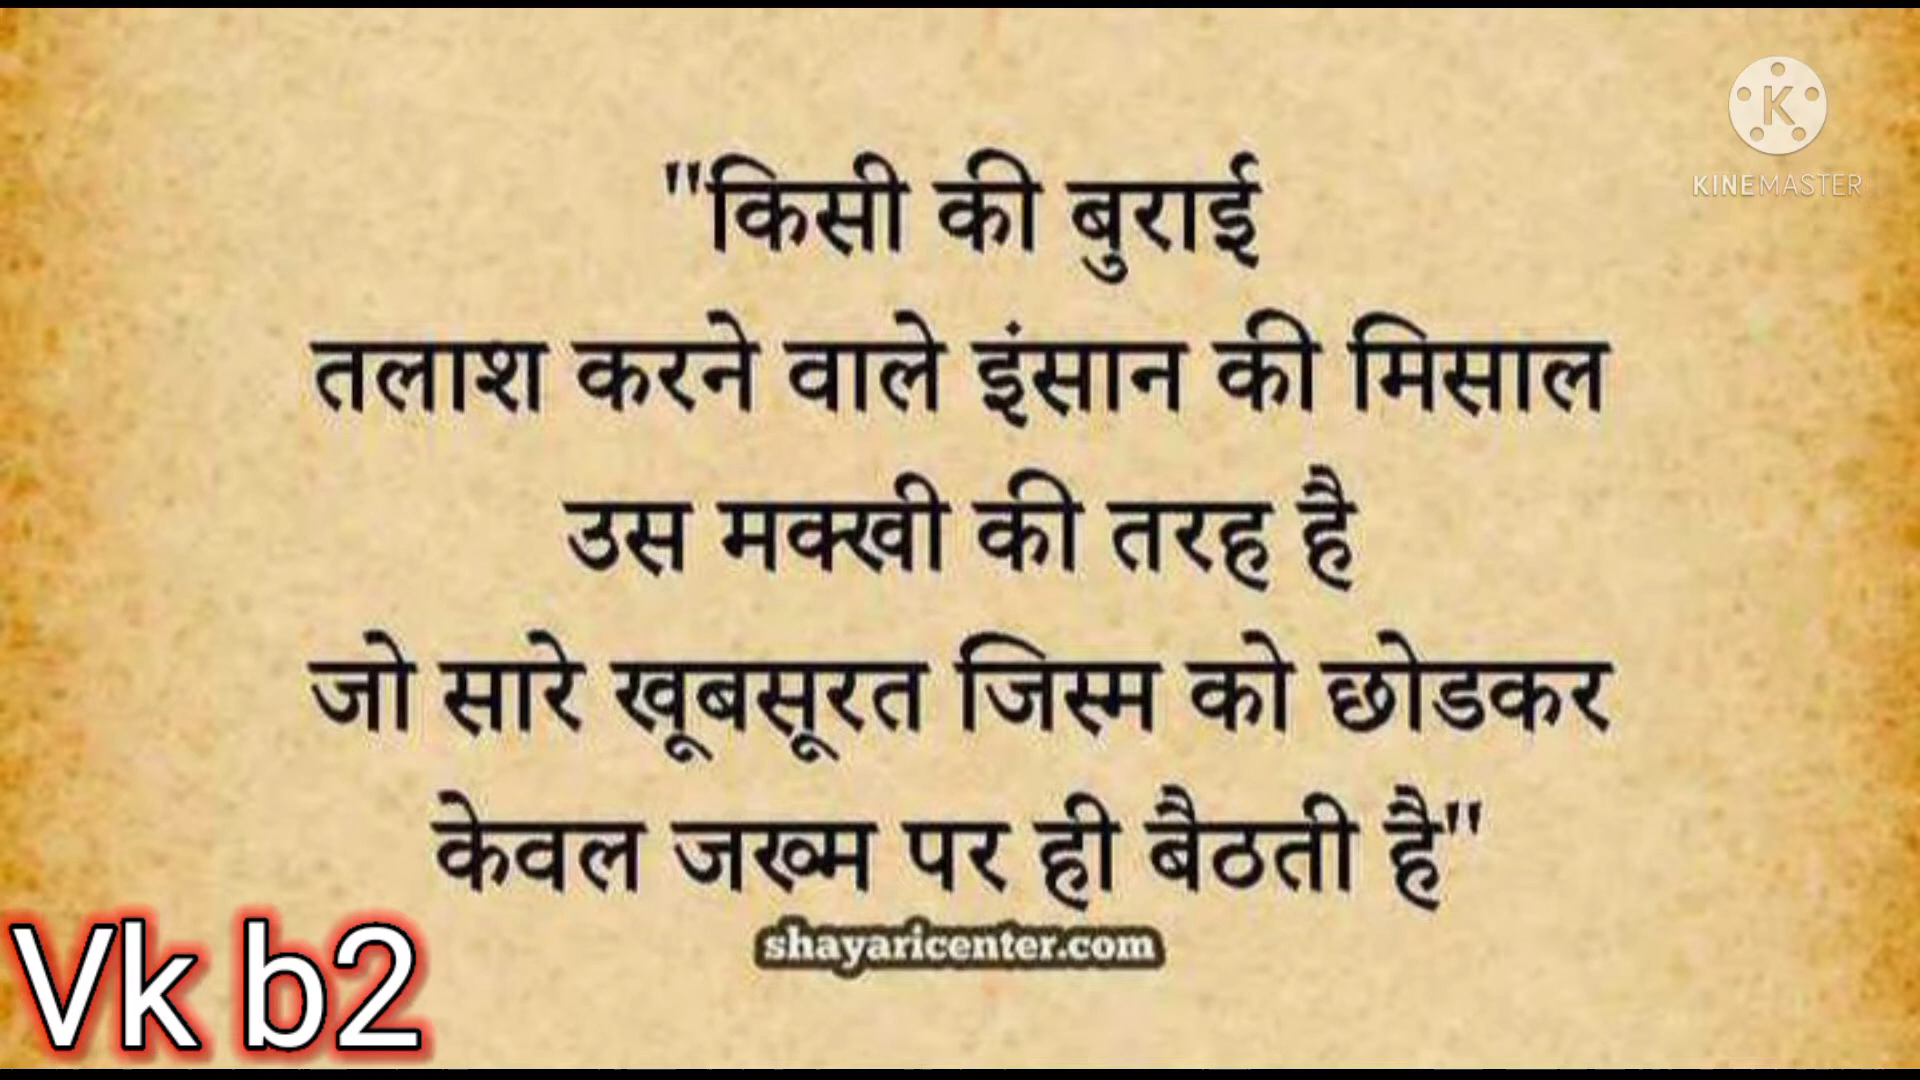 K
KINEMASTER
"किसी की बुराई
तलाश करने वाले इंसान की मिसाल
उस मक्खी की तरह है
जो सारे खूबसूरत जिस्म को छोडकर
केवल जख्म पर ही बैठती है"
shayaricenter.com
Vk b2